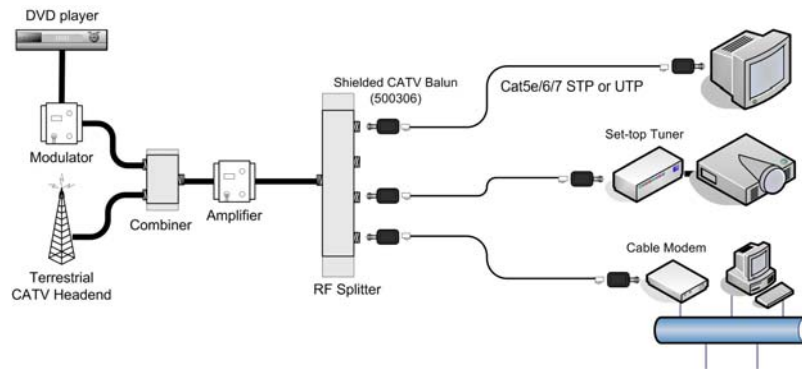 DVD player
Shielded CATV Balun
(500306)
Cat5e/6/7 STP or UTP
Modulator
Set-top Tuner
Combiner
Amplifier
Cable Modem
Terrestrial
CATV Headend
RF Splitter